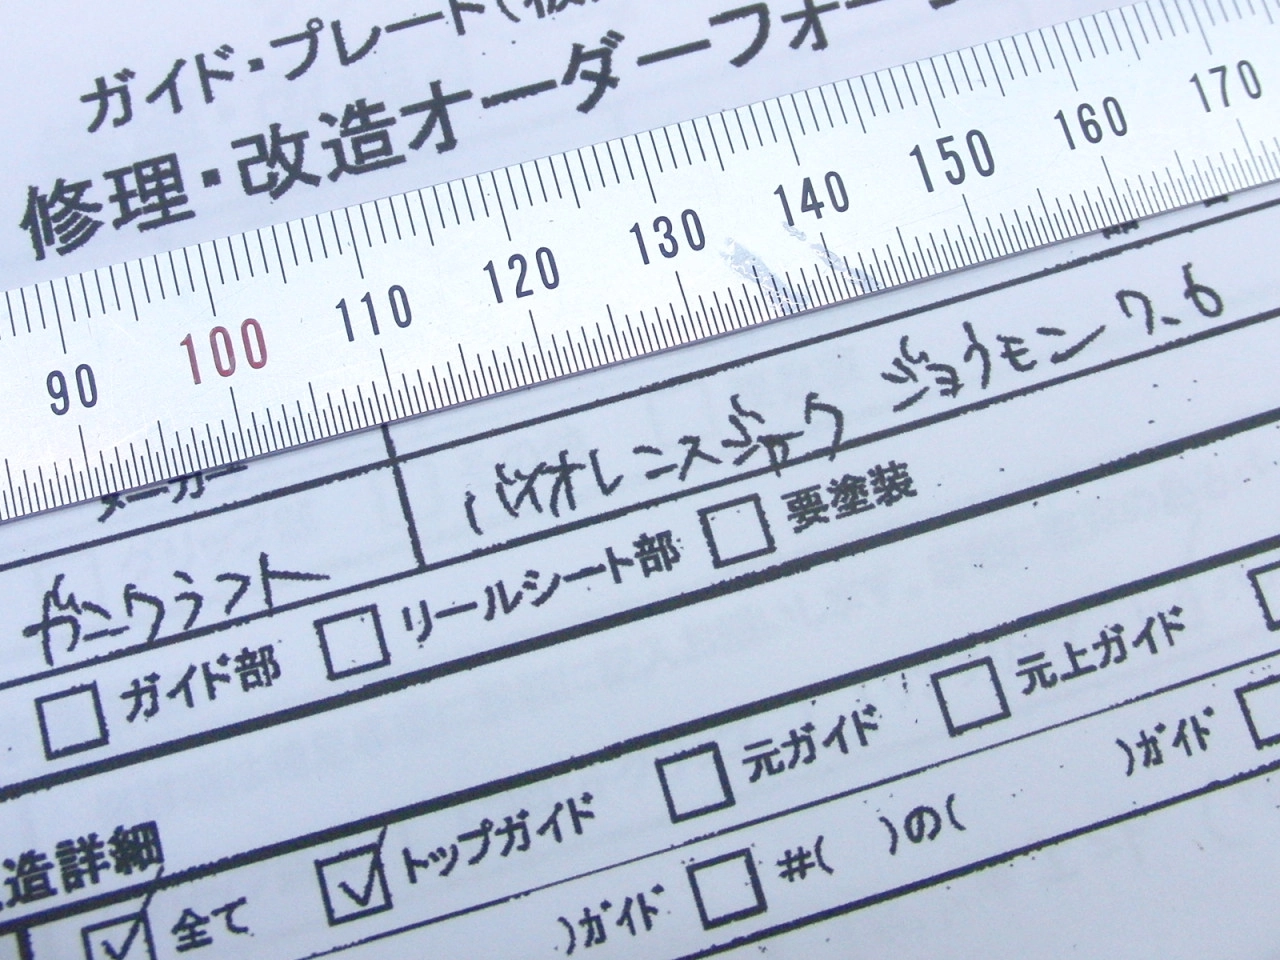 ガイド・プレート(
修理・改造オーダーフォー
90 100 110 120 130 140 150 160 170
メーカー
ガンクラフト バイオレンスジャーク ジョウモン 7.6
ガイド部 リールシート部 要塗装
造詳細
全て トップガイド 元ガイド 元上ガイド
)ガイド #( )の( )ガイド